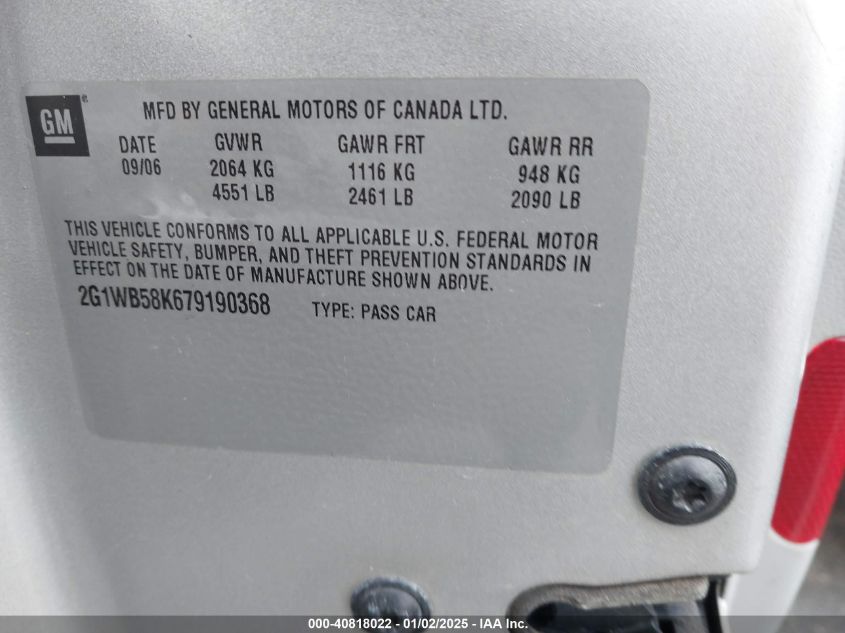 GM
MFD BY GENERAL MOTORS OF CANADA LTD.
DATE GVWR GAWR FRT GAWR RR
09/06 2064 KG 1116 KG 948 KG
4551 LB 2461 LB 2090 LB
THIS VEHICLE CONFORMS TO ALL APPLICABLE U.S. FEDERAL MOTOR
VEHICLE SAFETY, BUMPER, AND THEFT PREVENTION STANDARDS IN
EFFECT ON THE DATE OF MANUFACTURE SHOWN ABOVE.
2G1WB58K679190368 TYPE: PASS CAR
000-40818022 - 01/02/2025 - IAA Inc.